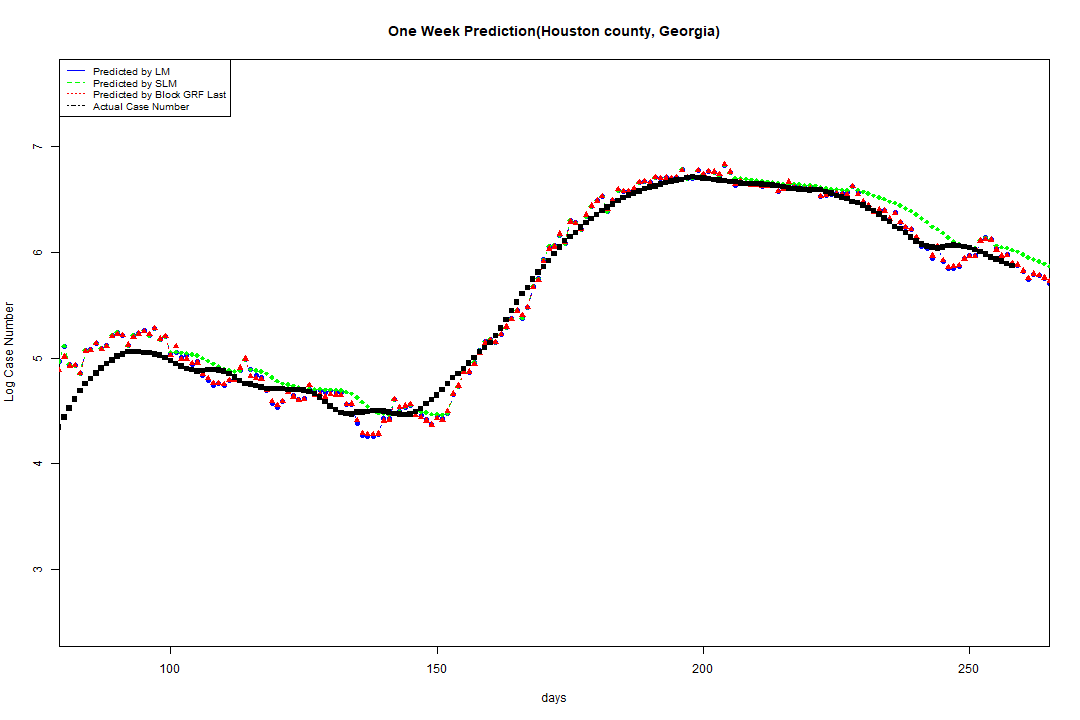 One Week Prediction(Houston county, Georgia)
Predicted by LM
Predicted by SLM
Predicted by Block GRF Last
Actual Case Number
7
6
5
4
3
Log Case Number
100 150 200 250
days